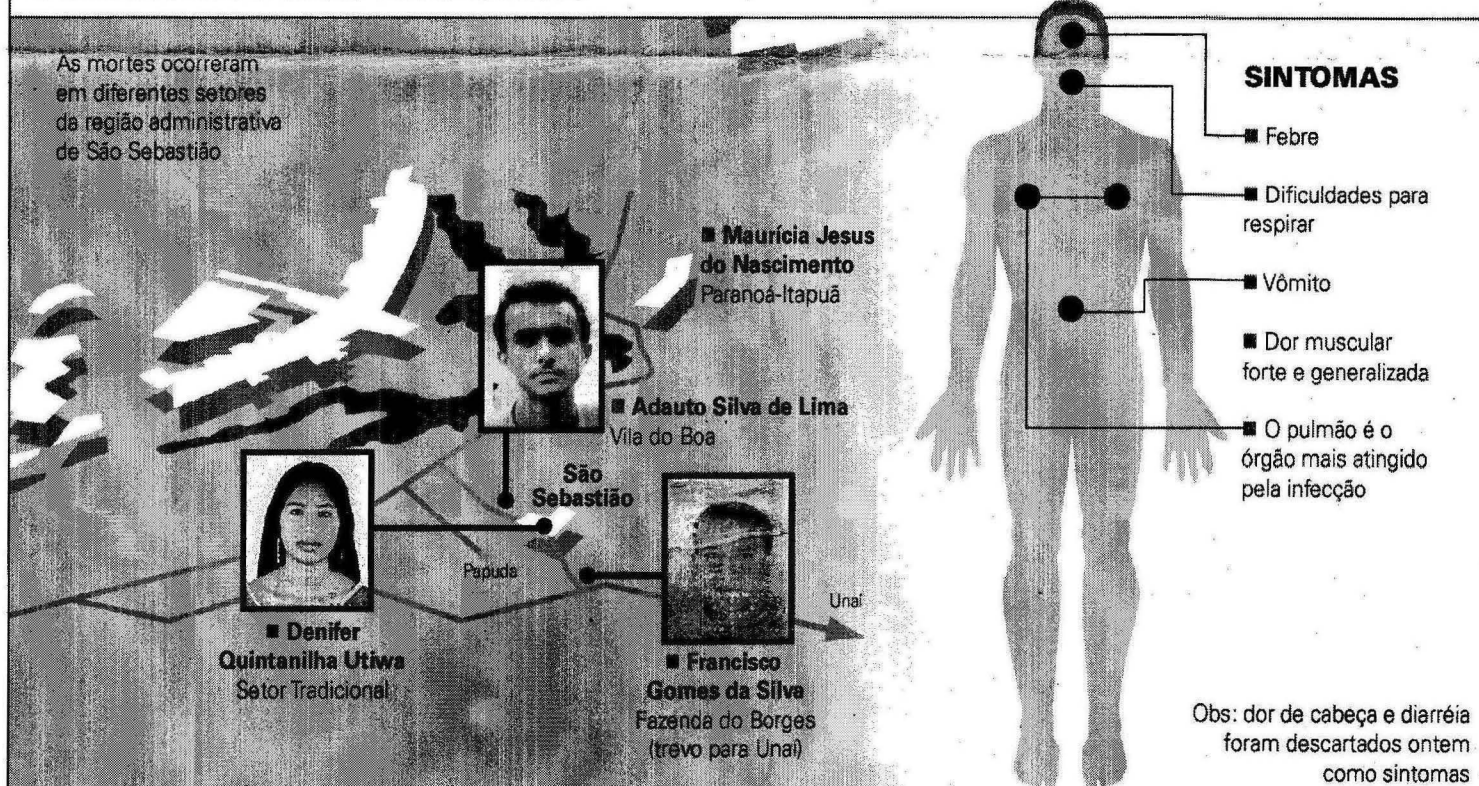 As mortes ocorreram
em diferentes setores
da região administrativa
de São Sebastião
■ Maurícia Jesus
do Nascimento
Paranoá-Itapuã
■ Adauto Silva de Lima
Vila do Boa
São
Sebastião
Papuda
Unaí
■ Denifer
Quintanilha Utiwa
Setor Tradicional
■ Francisco
Gomes da Silva
Fazenda do Borges
(trevo para Unaí)
SINTOMAS
■ Febre
■ Dificuldades para
respirar
■ Vômito
■ Dor muscular
forte e generalizada
■ O pulmão é o
órgão mais atingido
pela infecção
Obs: dor de cabeça e diarréia
foram descartados ontem
como sintomas